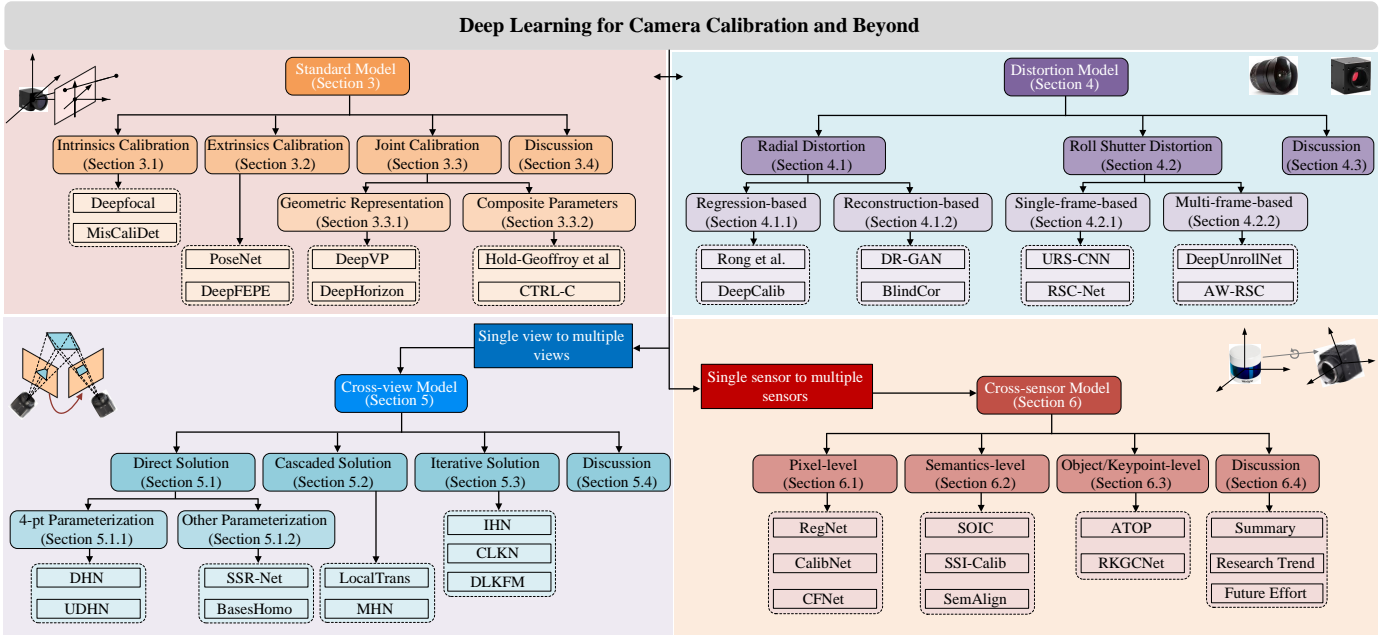 Deep Learning for Camera Calibration and Beyond
Standard Model
(Section 3)
Intrinsics Calibration
(Section 3.1)
Extrinsics Calibration
(Section 3.2)
Joint Calibration
(Section 3.3)
Discussion
(Section 3.4)
Deepfocal
MisCaliDet
Geometric Representation
(Section 3.3.1)
Composite Parameters
(Section 3.3.2)
PoseNet
DeepFEPE
DeepVP
DeepHorizon
Hold-Geoffroy et al
CTRL-C
Distortion Model
(Section 4)
Radial Distortion
(Section 4.1)
Roll Shutter Distortion
(Section 4.2)
Discussion
(Section 4.3)
Regression-based
(Section 4.1.1)
Reconstruction-based
(Section 4.1.2)
Single-frame-based
(Section 4.2.1)
Multi-frame-based
(Section 4.2.2)
Rong et al.
DeepCalib
DR-GAN
BlindCor
URS-CNN
RSC-Net
DeepUnrollNet
AW-RSC
Single view to multiple
views
Cross-view Model
(Section 5)
Direct Solution
(Section 5.1)
Cascaded Solution
(Section 5.2)
Iterative Solution
(Section 5.3)
Discussion
(Section 5.4)
4-pt Parameterization
(Section 5.1.1)
Other Parameterization
(Section 5.1.2)
IHN
CLKN
DLKFM
DHN
UDHN
SSR-Net
BasesHomo
LocalTrans
MHN
Single sensor to multiple
sensors
Cross-sensor Model
(Section 6)
Pixel-level
(Section 6.1)
Semantics-level
(Section 6.2)
Object/Keypoint-level
(Section 6.3)
Discussion
(Section 6.4)
RegNet
CalibNet
CFNet
SOIC
SSI-Calib
SemAlign
ATOP
RKGCNet
Summary
Research Trend
Future Effort